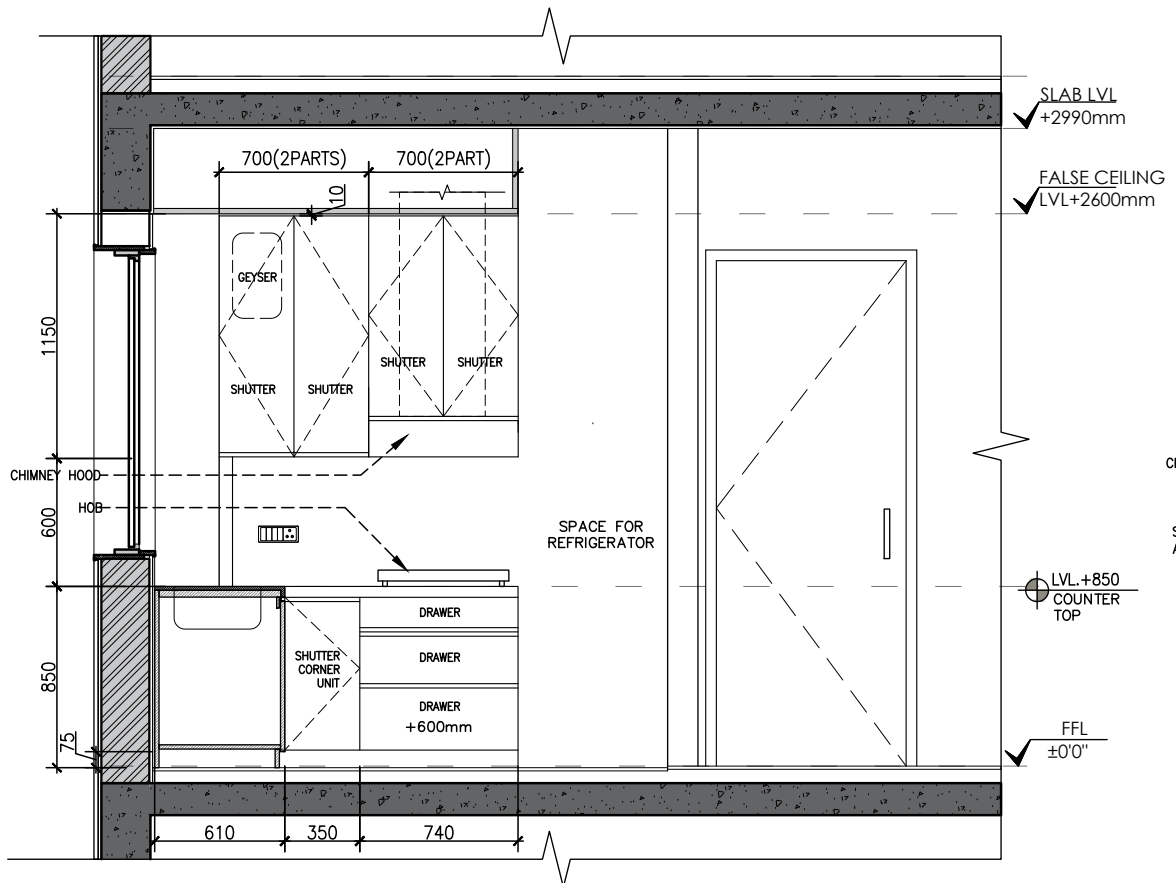 SLAB LVL
+2990mm
700(2PARTS)
700(2PART)
FALSE CEILING
LVL+2600mm
10
GEYSER
1150
SHUTTER
SHUTTER
SHUTTER
SHUTTER
CHIMNEY HOOD
HOB
600
SPACE FOR
REFRIGERATOR
LVL.+850
COUNTER
TOP
DRAWER
SHUTTER
CORNER
UNIT
DRAWER
850
DRAWER
+600mm
75
FFL
±0'0"
610
350
740